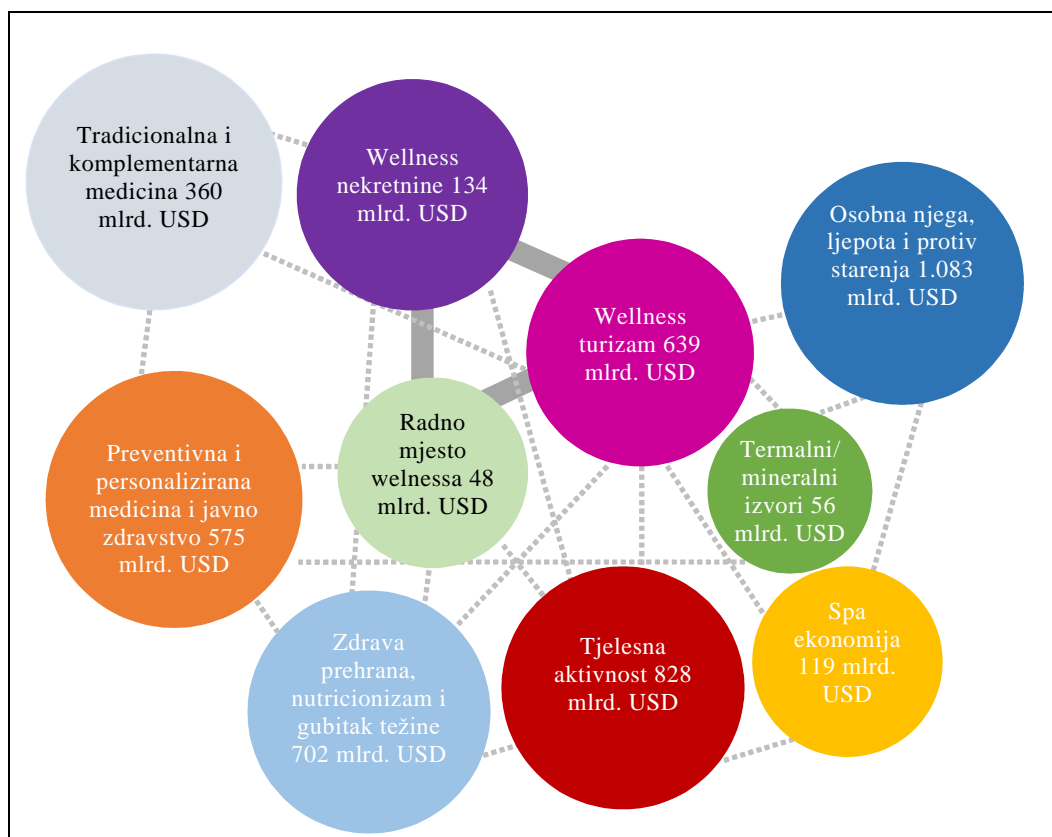 Tradicionalna i
komplementarna
medicina 360
mlrd. USD
Wellness
nekretnine 134
mlrd. USD
Osobna njega,
ljepota i protiv
starenja 1.083
mlrd. USD
Wellness
turizam 639
mlrd. USD
Radno
mjesto
welnessa 48
mlrd. USD
Preventivna i
personalizirana
medicina i javno
zdravstvo 575
mlrd. USD
Termalni/
mineralni
izvori 56
mlrd. USD
Zdrava
prehrana,
nutricionizam i
gubitak težine
702 mlrd. USD
Tjelesna
aktivnost 828
mlrd. USD
Spa
ekonomija
119 mlrd.
USD